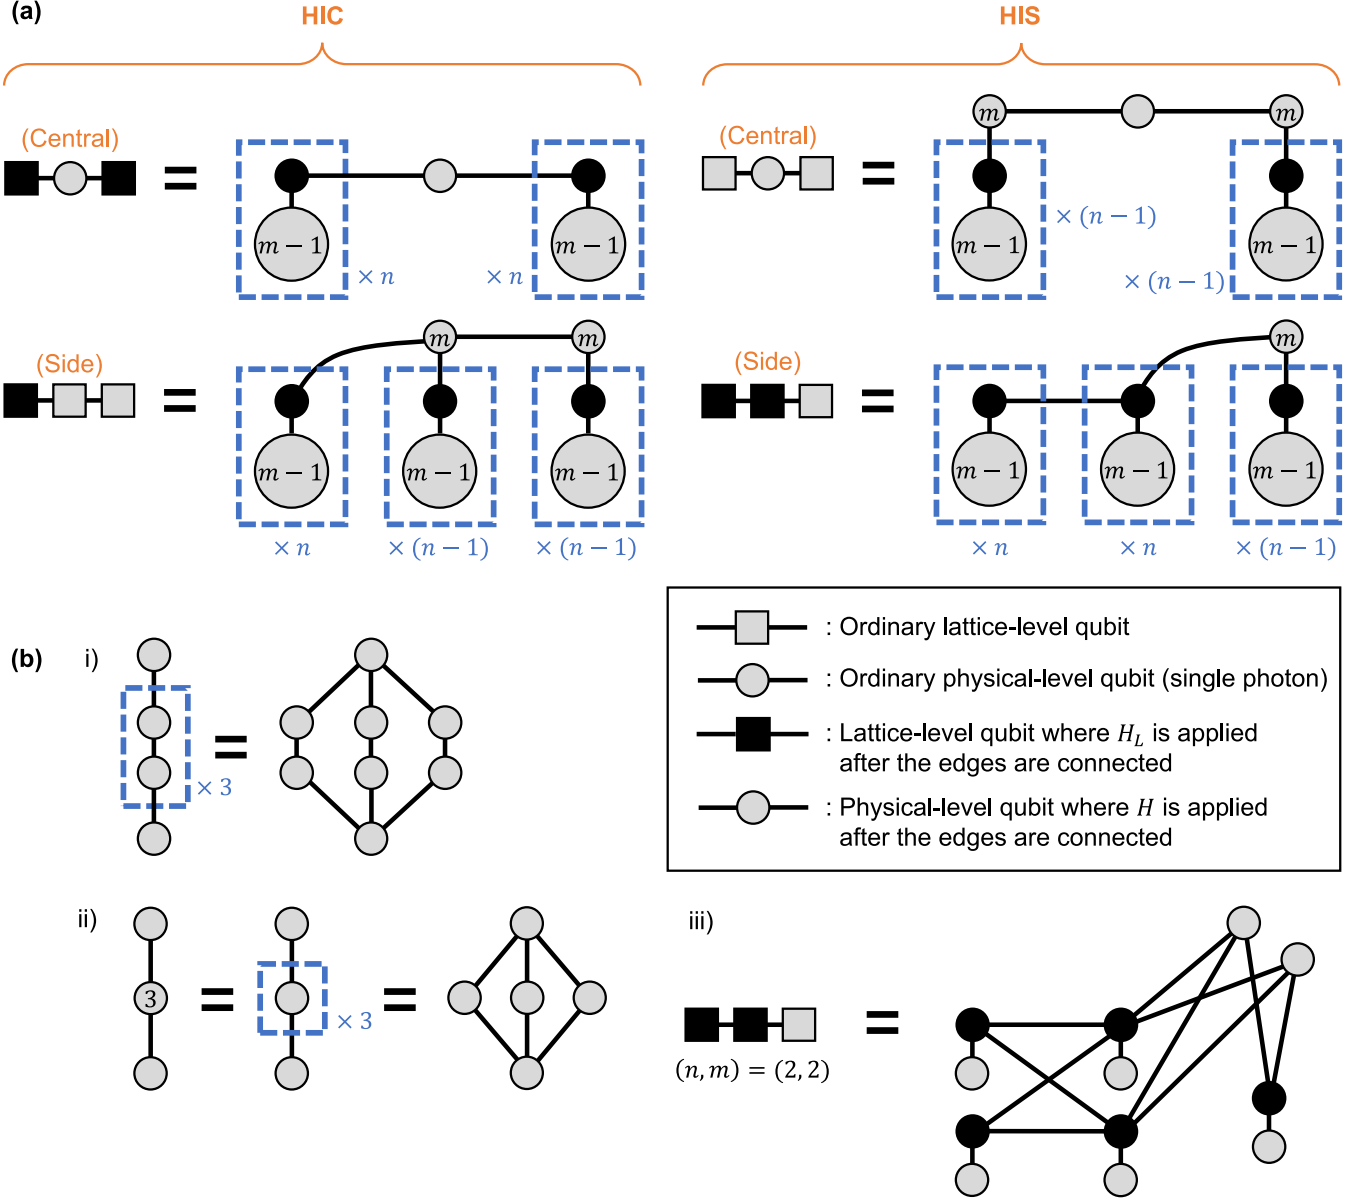 (a)
HIC
HIS
(Central)
=
m − 1
× n
× n
m − 1
(Central)
=
m
m
m − 1
× (n − 1)
× (n − 1)
m − 1
(Side)
=
m
m
m − 1
m − 1
m − 1
× n
× (n − 1)
× (n − 1)
(Side)
=
m
m − 1
m − 1
m − 1
× n
× n
× (n − 1)
: Ordinary lattice-level qubit
: Ordinary physical-level qubit (single photon)
: Lattice-level qubit where H_L is applied
after the edges are connected
: Physical-level qubit where H is applied
after the edges are connected
(b)
i)
=
× 3
ii)
3
=
× 3
=
iii)
=
(n, m) = (2, 2)